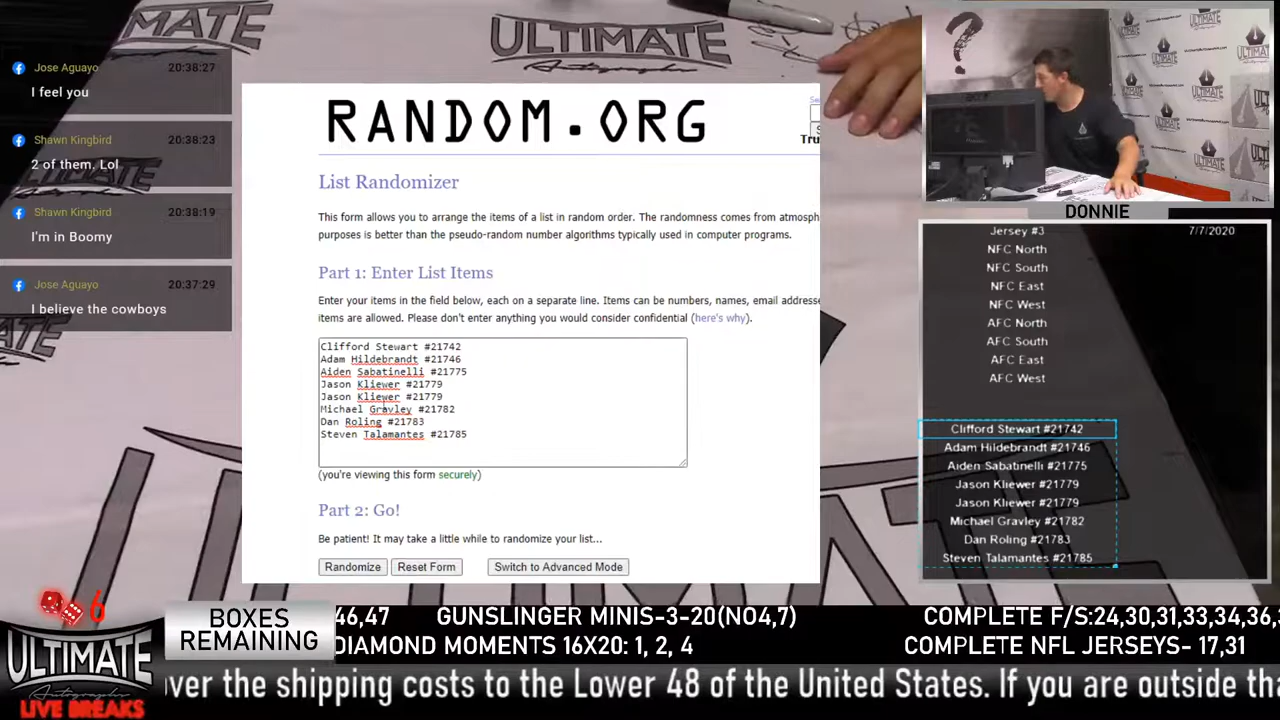 Jose Aguayo 20:38:27
I feel you
Shawn Kingbird 20:38:23
2 of them. Lol
Shawn Kingbird 20:38:19
I'm in Boomy
Jose Aguayo 20:37:29
I believe the cowboys
ULTIMATE
RANDOM.ORG
Tru
List Randomizer
This form allows you to arrange the items of a list in random order. The randomness comes from atmosph
purposes is better than the pseudo-random number algorithms typically used in computer programs.
Part 1: Enter List Items
Enter your items in the field below, each on a separate line. Items can be numbers, names, email addresse
items are allowed. Please don't enter anything you would consider confidential (here's why).
Clifford Stewart #21742
Adam Hildebrandt #21746
Aiden Sabatinelli #21775
Jason Kliewer #21779
Jason Kliewer #21779
Michael Gravley #21782
Dan Roling #21783
Steven Talamantes #21785
(you're viewing this form securely)
Part 2: Go!
Be patient! It may take a little while to randomize your list...
Randomize Reset Form Switch to Advanced Mode
DONNIE
Jersey #3 7/7/2020
NFC North
NFC South
NFC East
NFC West
AFC North
AFC South
AFC East
AFC West
Clifford Stewart #21742
Adam Hildebrandt #21746
Aiden Sabatinelli #21775
Jason Kliewer #21779
Jason Kliewer #21779
Michael Gravley #21782
Dan Roling #21783
Steven Talamantes #21785
6
ULTIMATE
Autographs
LIVE BREAKS
BOXES
REMAINING
46,47 GUNSLINGER MINIS-3-20(NO4,7) COMPLETE F/S:24,30,31,33,34,36,3
DIAMOND MOMENTS 16X20: 1, 2, 4 COMPLETE NFL JERSEYS- 17,31
over the shipping costs to the Lower 48 of the United States. If you are outside tha